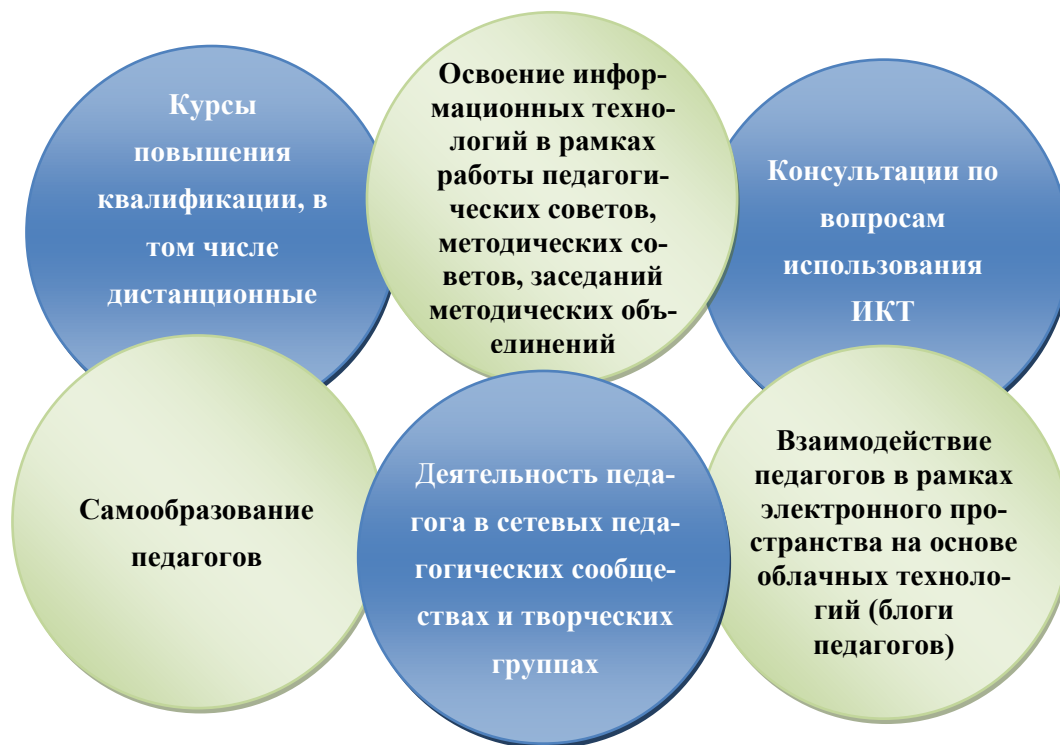 Курсы
повышения
квалификации, в
том числе
дистанционные
Освоение инфор-
мационных техно-
логий в рамках
работы педагоги-
ческих советов,
методических со-
ветов, заседаний
методических объ-
единений
Консультации по
вопросам
использования
ИКТ
Самообразование
педагогов
Деятельность педа-
гога в сетевых педа-
гогических сообще-
ствах и творческих
группах
Взаимодействие
педагогов в рамках
электронного про-
странства на основе
облачных техноло-
гий (блоги
педагогов)